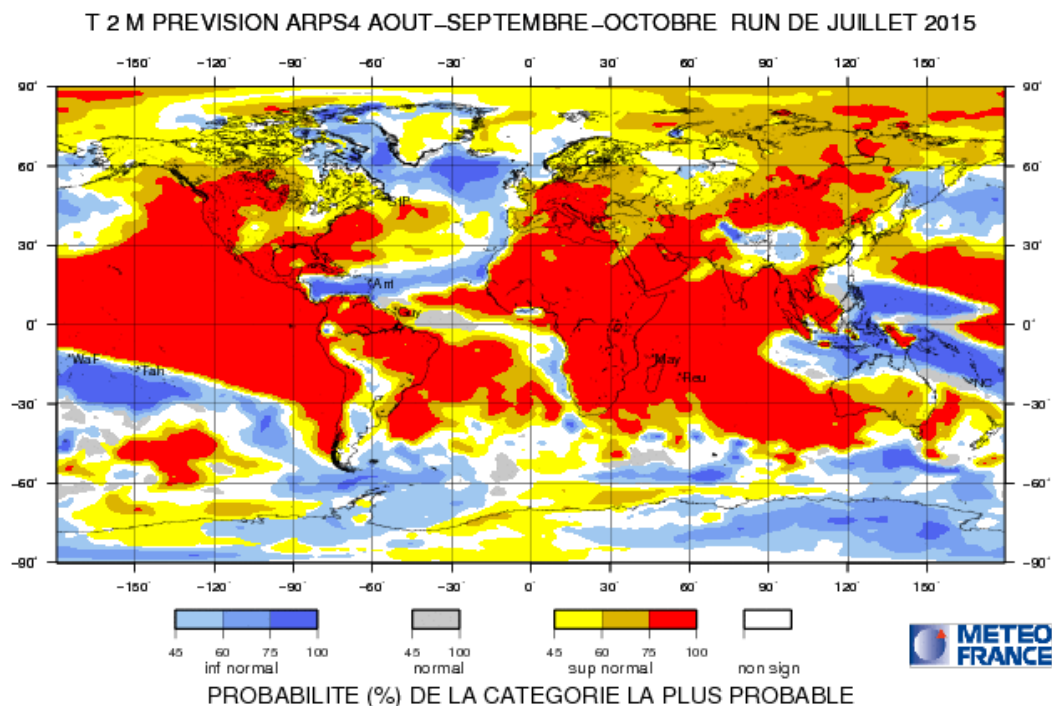 T 2 M PREVISION ARPS4 AOUT–SEPTEMBRE–OCTOBRE RUN DE JUILLET 2015
−150° −120° −90° −60° −30° 0° 30° 60° 90° 120° 150°
90° 90°
60° 60°
SIP
30° 30°
Ant
Guy
0° 0°
WaF May
Tah Reu NC
−30° −30°
−60° −60°
−90° −90°
−150° −120° −90° −60° −30° 0° 30° 60° 90° 120° 150°
45 60 75 100 45 100 45 60 75 100
inf normal normal sup normal non sign
METEO
FRANCE
PROBABILITE (%) DE LA CATEGORIE LA PLUS PROBABLE